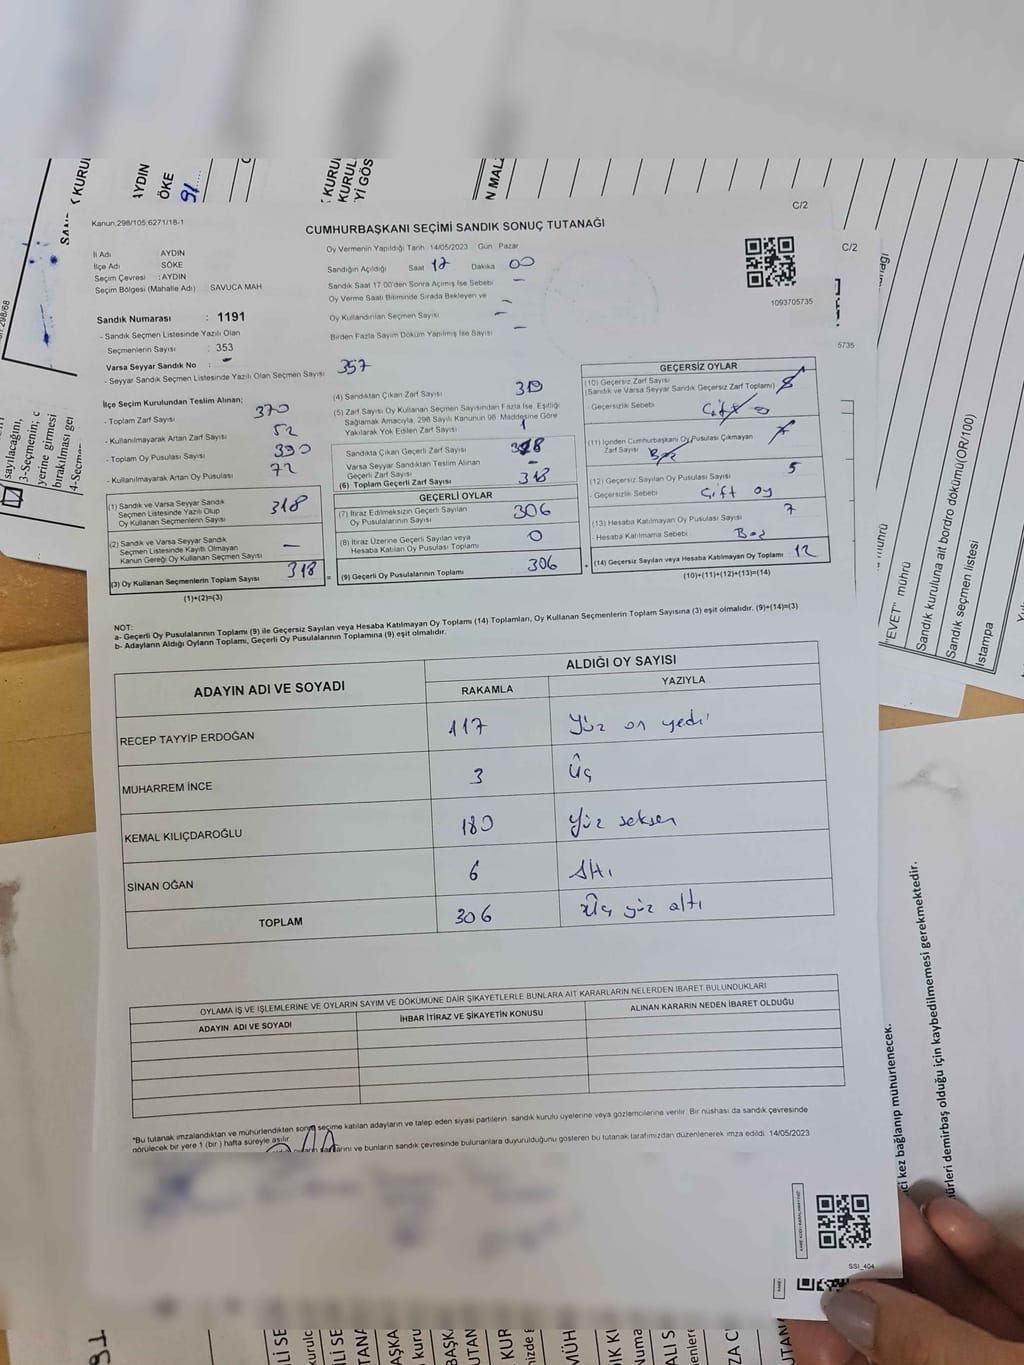 Kanun,298/105;6271/18-1
C/2
CUMHURBAŞKANI SEÇİMİ SANDIK SONUÇ TUTANAĞI
İl Adı : AYDIN
İlçe Adı : SÖKE
Seçim Çevresi : AYDIN
Seçim Bölgesi (Mahalle Adı) SAVUCA MAH
Sandık Numarası : 1191
- Sandık Seçmen Listesinde Yazılı Olan
Seçmenlerin Sayısı : 353
Varsa Seyyar Sandık No : -
- Seyyar Sandık Seçmen Listesinde Yazılı Olan Seçmen Sayısı 357
Oy Vermenin Yapıldığı Tarih :14/05/2023 Gün : Pazar
Sandığın Açıldığı Saat 17 Dakika 00
Sandık Saat 17.00'den Sonra Açımış İse Sebebi -
Oy Verme Saati Bitiminde Sırada Bekleyen ve
Oy Kullandırılan Seçmen Sayısı -
Birden Fazla Sayım Döküm Yapılmış İse Sayısı -
1093705735
C/2
5735
İlçe Seçim Kurulundan Teslim Alınan;
- Toplam Zarf Sayısı 370
- Kullanılmayarak Artan Zarf Sayısı 52
- Toplam Oy Pusulası Sayısı 390
- Kullanılmayarak Artan Oy Pusulası 72
(1) Sandık ve Varsa Seyyar Sandık
Seçmen Listesinde Yazılı Olup
Oy Kullanan Seçmenlerin Sayısı 318
(2) Sandık ve Varsa Seyyar Sandık
Seçmen Listesinde Kayıtlı Olmayan
Kanun Gereği Oy Kullanan Seçmen Sayısı -
(3) Oy Kullanan Seçmenlerin Toplam Sayısı 318
(1)+(2)=(3)
(4) Sandıktan Çıkan Zarf Sayısı 319
(5) Zarf Sayısı Oy Kullanan Seçmen Sayısından Fazla İse, Eşitliği
Sağlamak Amacıyla, 298 Sayılı Kanunun 98. Maddesine Göre
Yakılarak Yok Edilen Zarf Sayısı 1
Sandıkta Çıkan Geçerli Zarf Sayısı 318
Varsa Seyyar Sandıktan Teslim Alınan
Geçerli Zarf Sayısı -
(6) Toplam Geçerli Zarf Sayısı 318
GEÇERLİ OYLAR
(7) İtiraz Edilmeksizin Geçerli Sayılan
Oy Pusulalarının Sayısı 306
(8) İtiraz Üzerine Geçerli Sayılan veya
Hesaba Katılan Oy Pusulası Toplamı 0
(9) Geçerli Oy Pusulalarının Toplamı 306
GEÇERSİZ OYLAR
(10) Geçersiz Zarf Sayısı
(Sandık ve Varsa Seyyar Sandık Geçersiz Zarf Toplamı)
- Geçersizlik Sebebi
(11) İçinden Cumhurbaşkanı Oy Pusulası Çıkmayan
Zarf Sayısı
(12) Geçersiz Sayılan Oy Pusulası Sayısı 5
- Geçersizlik Sebebi Çift oy
(13) Hesaba Katılmayan Oy Pusulası Sayısı 7
- Hesaba Katılmama Sebebi Boş
(14) Geçersiz Sayılan veya Hesaba Katılmayan Oy Toplamı 12
(10)+(11)+(12)+(13)=(14)
NOT:
a- Geçerli Oy Pusulalarının Toplamı (9) ile Geçersiz Sayılan veya Hesaba Katılmayan Oy Toplamı (14) Toplamları, Oy Kullanan Seçmenlerin Toplam Sayısına (3) eşit olmalıdır. (9)+(14)=(3)
b- Adayların Aldığı Oyların Toplamı, Geçerli Oy Pusulalarının Toplamına (9) eşit olmalıdır.
ADAYIN ADI VE SOYADI
ALDIĞI OY SAYISI
RAKAMLA YAZIYLA
RECEP TAYYİP ERDOĞAN 117 Yüz on yedi
MUHARREM İNCE 3 Üç
KEMAL KILIÇDAROĞLU 180 Yüz seksen
SİNAN OĞAN 6 Altı
TOPLAM 306 Üç yüz altı
OYLAMA İŞ VE İŞLEMLERİNE VE OYLARIN SAYIM VE DÖKÜMÜNE DAİR ŞİKAYETLERLE BUNLARA AİT KARARLARIN NELERDEN İBARET BULUNDUKLARI
ADAYIN ADI VE SOYADI İHBAR İTİRAZ VE ŞİKAYETİN KONUSU ALINAN KARARIN NEDEN İBARET OLDUĞU
*Bu tutanak imzalandıktan ve mühürlendikten sonra seçime katılan adayların ve talep eden siyasi partilerin sandık kurulu üyelerine veya gözlemcilerine verilir. Bir nüshası da sandık çevresinde
görülecek bir yere 1 (bir ) hafta süreyle asılır.
ve bunların sandık çevresinde bulunanlara duyurulduğunu gösteren bu tutanak tarafımızdan düzenlenerek imza edildi. 14/05/2023
SSI_404
AYDIN
91
"EVET" mührü
Sandık kuruluna ait bordro dökümü(OR/100)
Sandık seçmen listesi
Istampa
kez bağlanıp mühürlenecek.
demirbaş olduğu için kaybedilmemesi gerekmektedir.